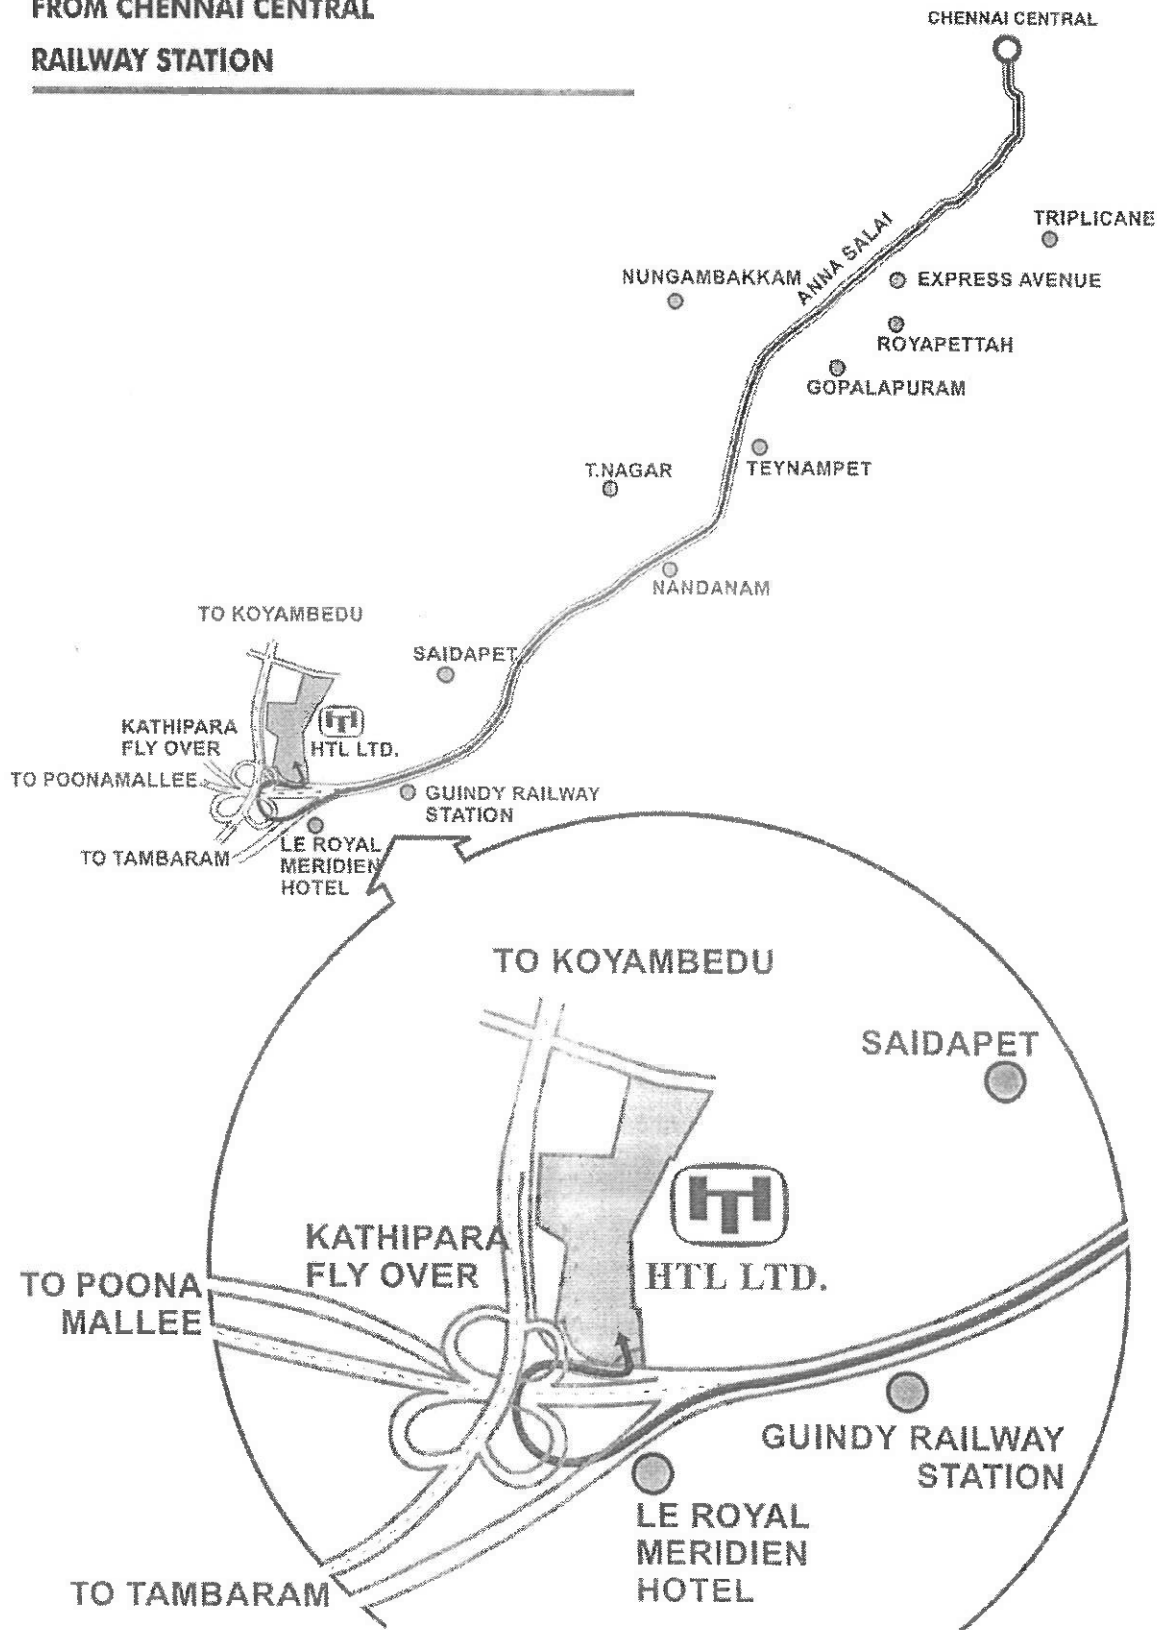 FROM CHENNAI CENTRAL
RAILWAY STATION
CHENNAI CENTRAL
TRIPLICANE
ANNA SALAI
NUNGAMBAKKAM
EXPRESS AVENUE
ROYAPETTAH
GOPALAPURAM
TEYNAMPET
T.NAGAR
NANDANAM
TO KOYAMBEDU
SAIDAPET
KATHIPARA
FLY OVER
HTL LTD.
TO POONAMALLEE
GUINDY RAILWAY
STATION
TO TAMBARAM
LE ROYAL
MERIDIEN
HOTEL
TO KOYAMBEDU
SAIDAPET
KATHIPARA
FLY OVER
HTL LTD.
TO POONA
MALLEE
GUINDY RAILWAY
STATION
LE ROYAL
MERIDIEN
HOTEL
TO TAMBARAM